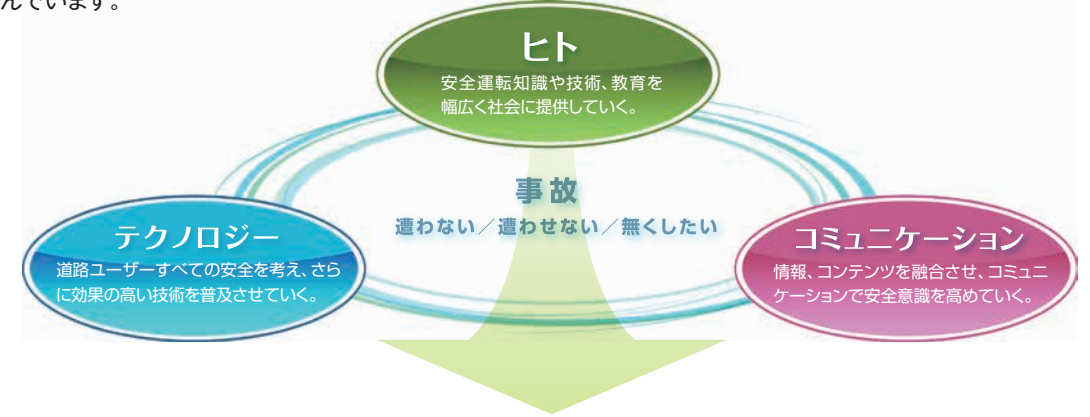 んでいます。
ヒト
安全運転知識や技術、教育を
幅広く社会に提供していく。
事故
遭わない／遭わせない／無くしたい
テクノロジー
道路ユーザーすべての安全を考え、さら
に効果の高い技術を普及させていく。
コミュニケーション
情報、コンテンツを融合させ、コミュニ
ケーションで安全意識を高めていく。